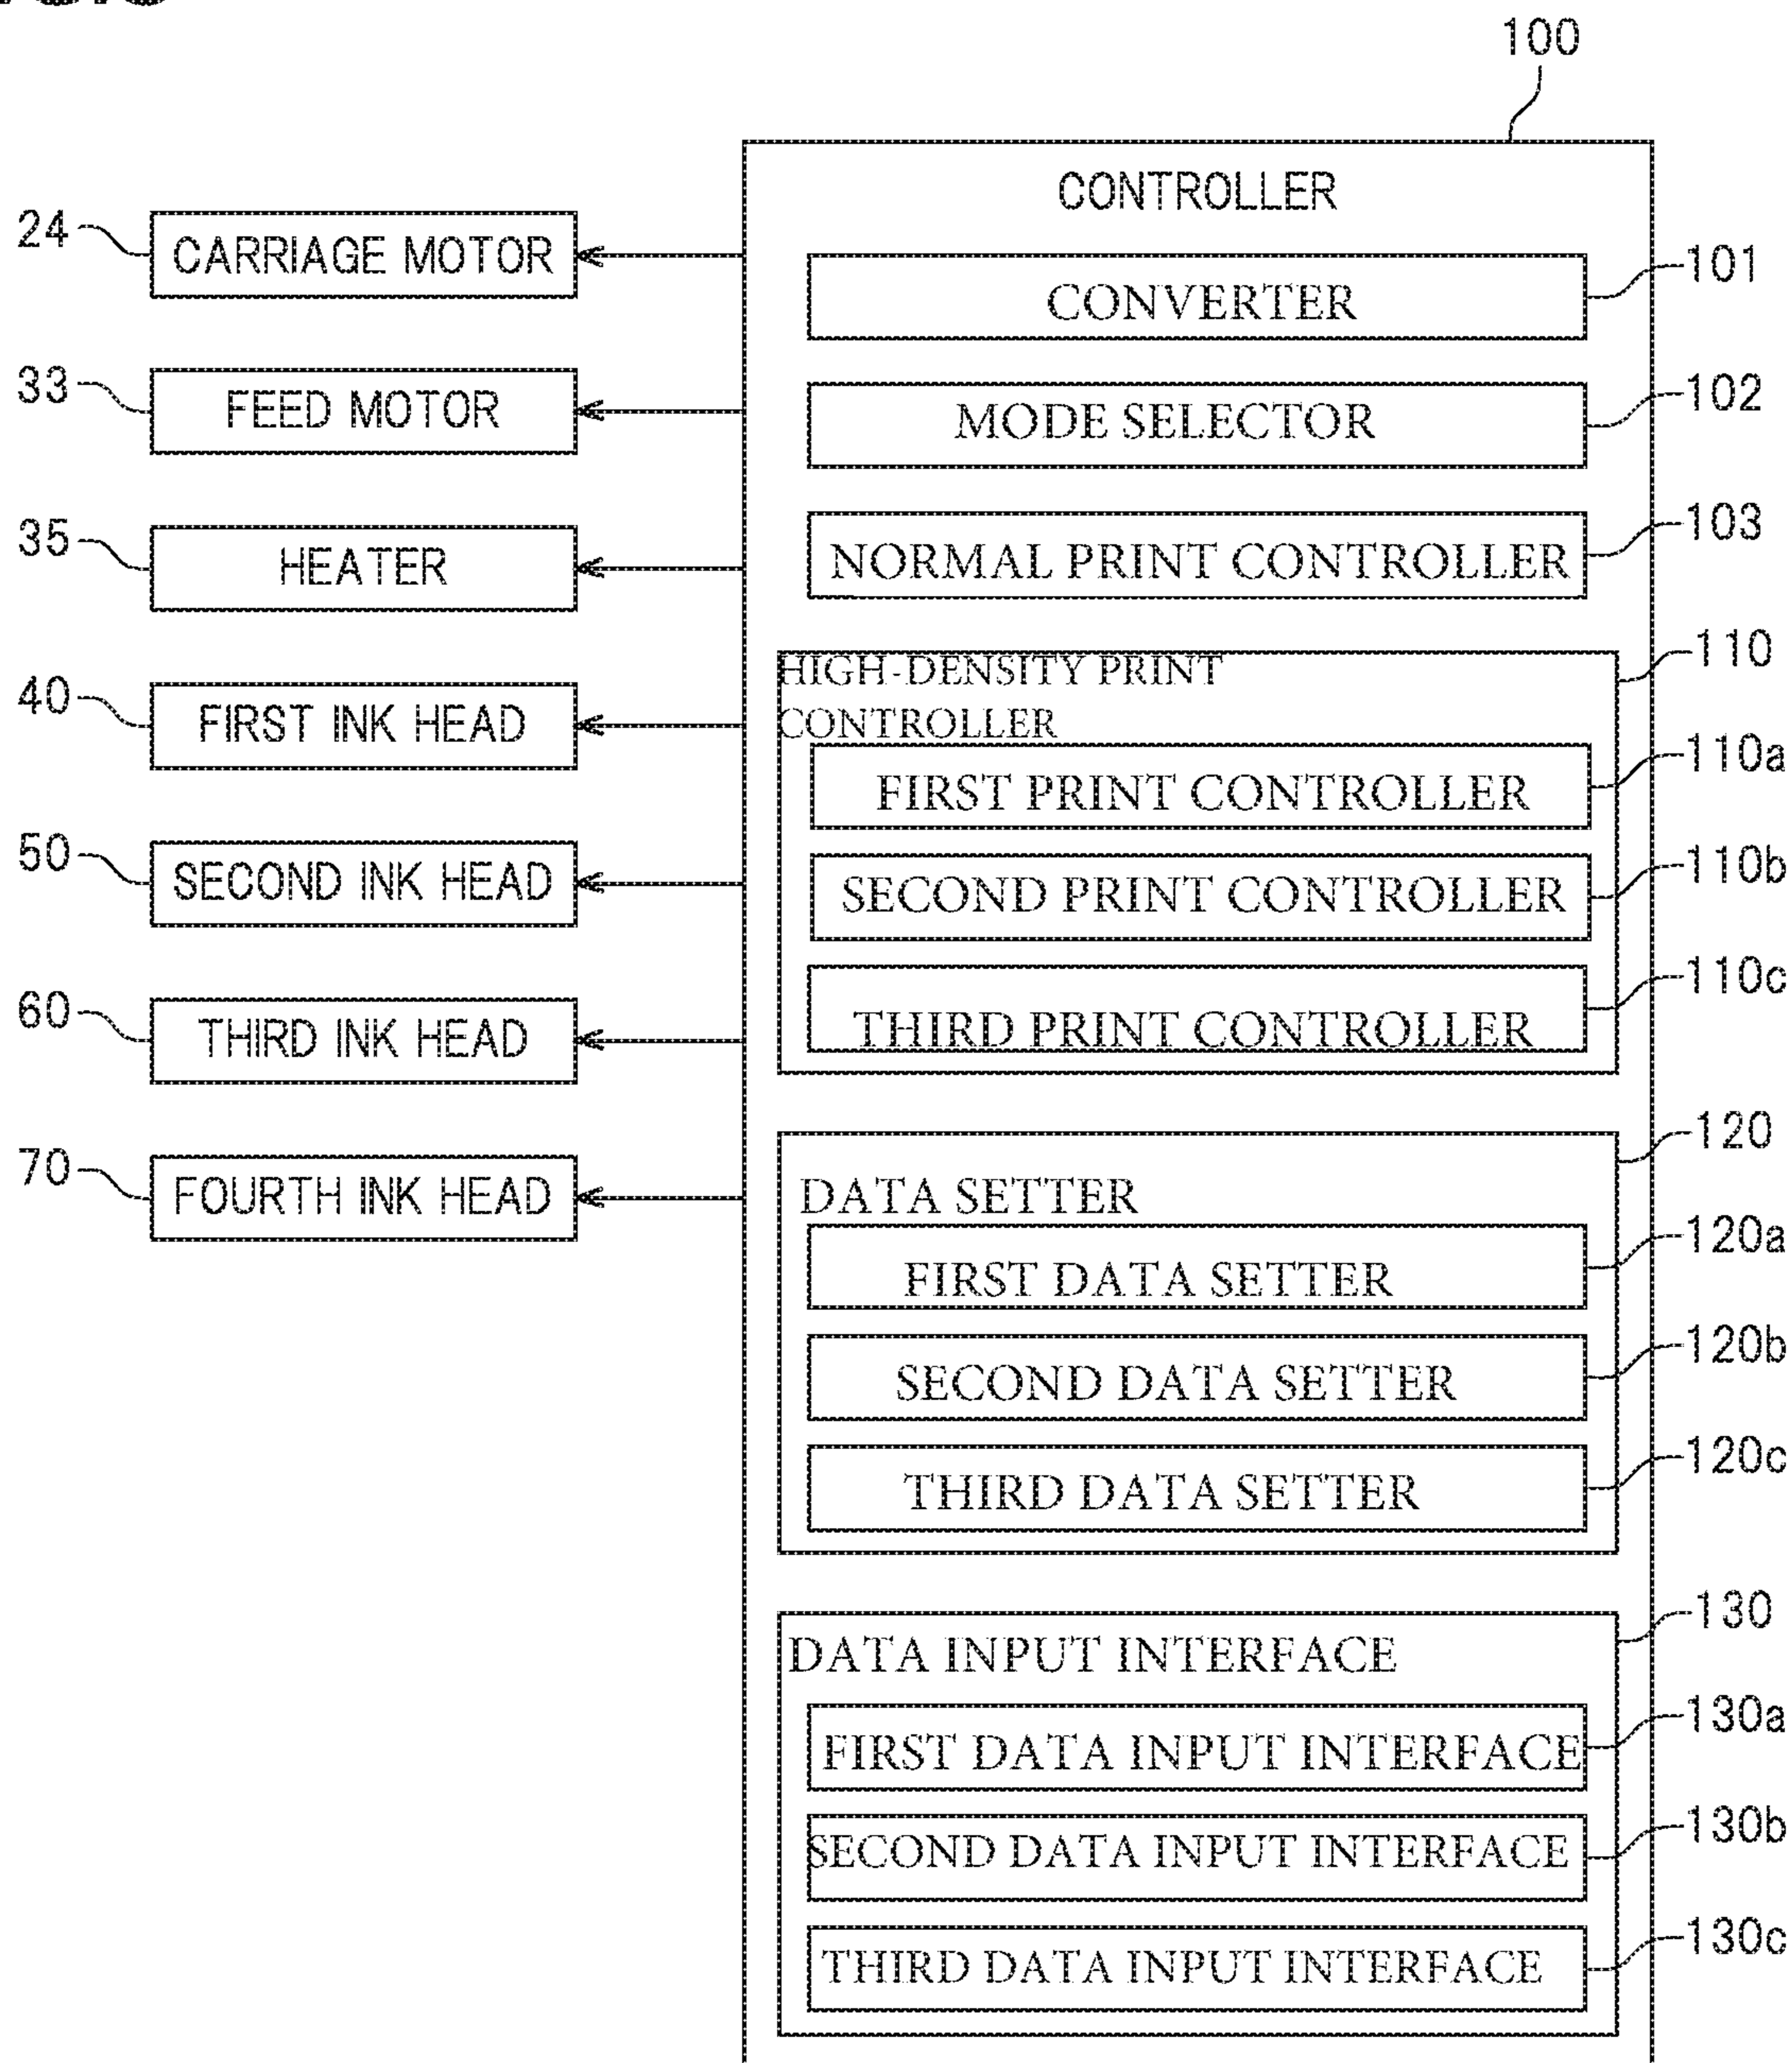 100
CONTROLLER
24 CARRIAGE MOTOR
CONVERTER 101
33 FEED MOTOR
MODE SELECTOR 102
35 HEATER
NORMAL PRINT CONTROLLER 103
HIGH-DENSITY PRINT 110
CONTROLLER
40 FIRST INK HEAD
FIRST PRINT CONTROLLER 110a
50 SECOND INK HEAD
SECOND PRINT CONTROLLER 110b
60 THIRD INK HEAD
THIRD PRINT CONTROLLER 110c
70 FOURTH INK HEAD
DATA SETTER 120
FIRST DATA SETTER 120a
SECOND DATA SETTER 120b
THIRD DATA SETTER 120c
DATA INPUT INTERFACE 130
FIRST DATA INPUT INTERFACE 130a
SECOND DATA INPUT INTERFACE 130b
THIRD DATA INPUT INTERFACE 130c